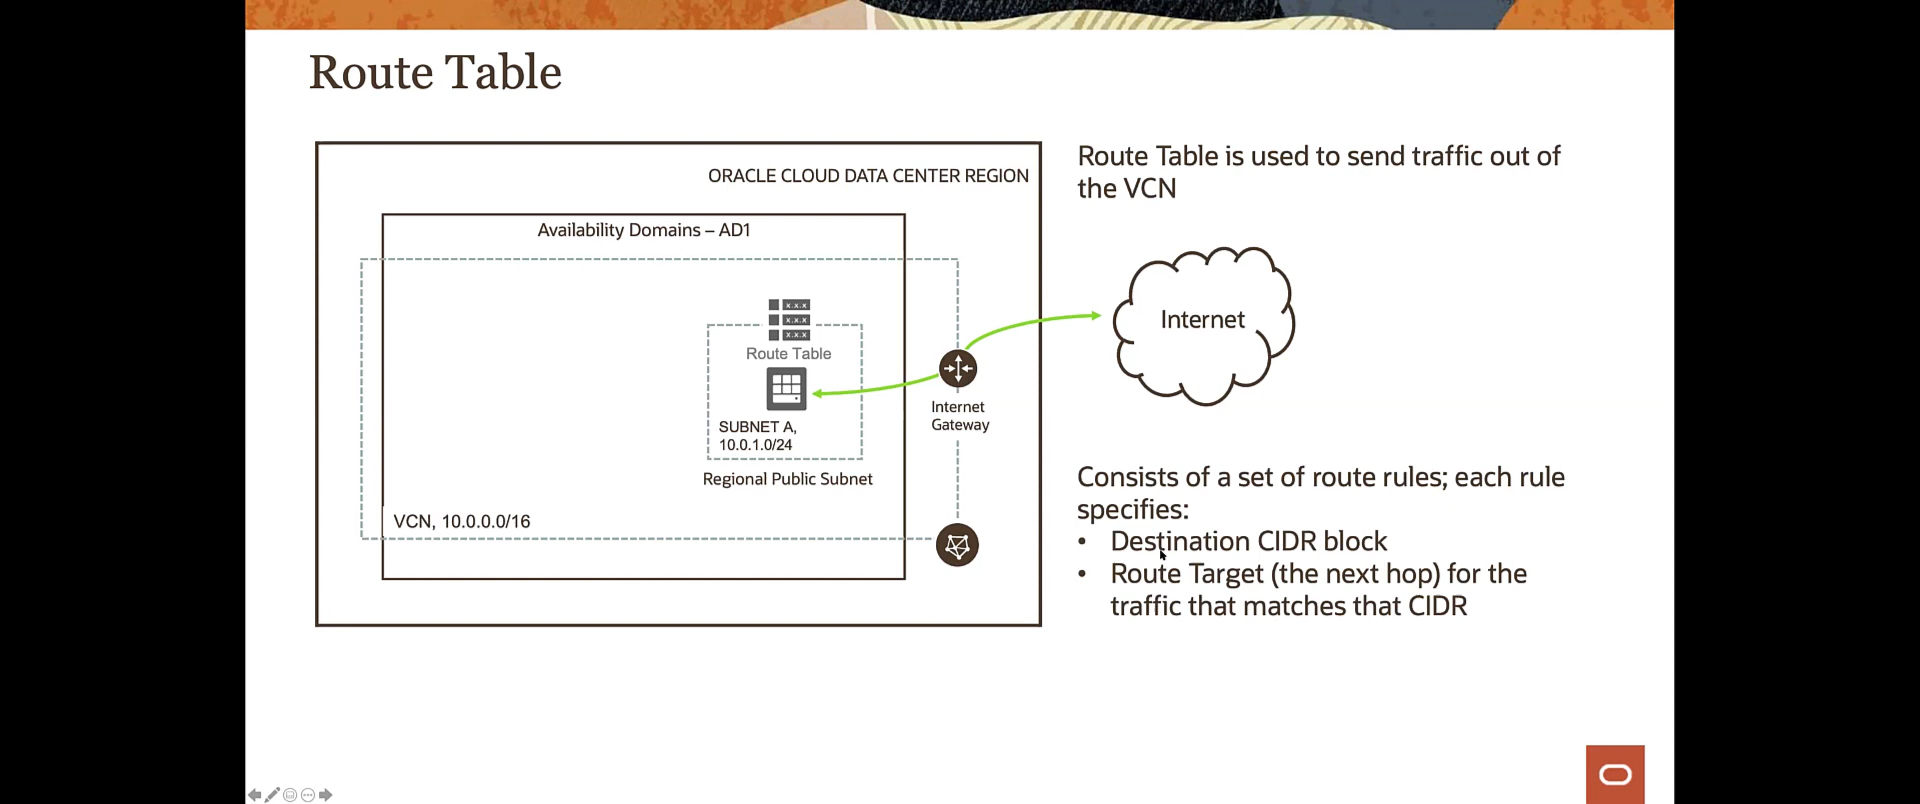 Route Table
ORACLE CLOUD DATA CENTER REGION
Availability Domains – AD1
x.x.x
x.x.x
x.x.x
Route Table
SUBNET A,
10.0.1.0/24
Regional Public Subnet
VCN, 10.0.0.0/16
Internet
Gateway
Route Table is used to send traffic out of
the VCN
Internet
Consists of a set of route rules; each rule
specifies:
• Destination CIDR block
• Route Target (the next hop) for the
traffic that matches that CIDR